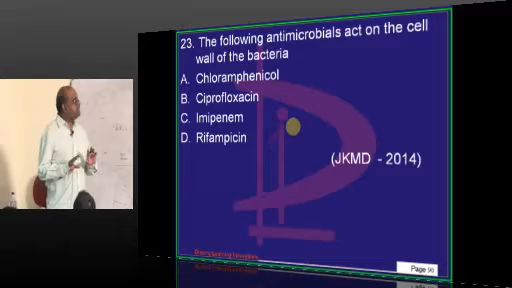 23. The following antimicrobials act on the cell
wall of the bacteria
A. Chloramphenicol
B. Ciprofloxacin
C. Imipenem
D. Rifampicin
(JKMD - 2014)
Page 90